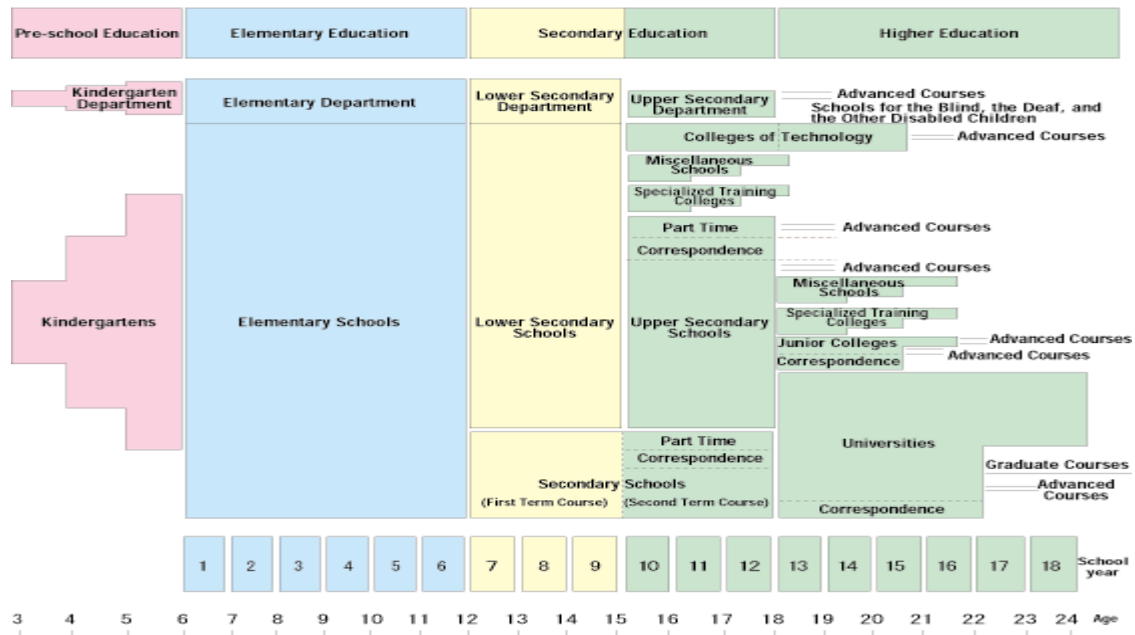 Pre-school Education
Elementary Education
Secondary Education
Higher Education
Kindergarten
Department
Elementary Department
Lower Secondary
Department
Upper Secondary
Department
Advanced Courses
Schools for the Blind, the Deaf, and
the Other Disabled Children
Colleges of Technology
Advanced Courses
Miscellaneous
Schools
Specialized Training
Colleges
Part Time
Advanced Courses
Correspondence
Advanced Courses
Miscellaneous
Schools
Kindergartens
Elementary Schools
Lower Secondary
Schools
Upper Secondary
Schools
Specialized Training
Colleges
Junior Colleges
Advanced Courses
Correspondence
Advanced Courses
Universities
Part Time
Correspondence
Graduate Courses
Secondary Schools
(First Term Course)
(Second Term Course)
Advanced
Courses
Correspondence
1 2 3 4 5 6 7 8 9 10 11 12 13 14 15 16 17 18 School
year
3 4 5 6 7 8 9 10 11 12 13 14 15 16 17 18 19 20 21 22 23 24 Age